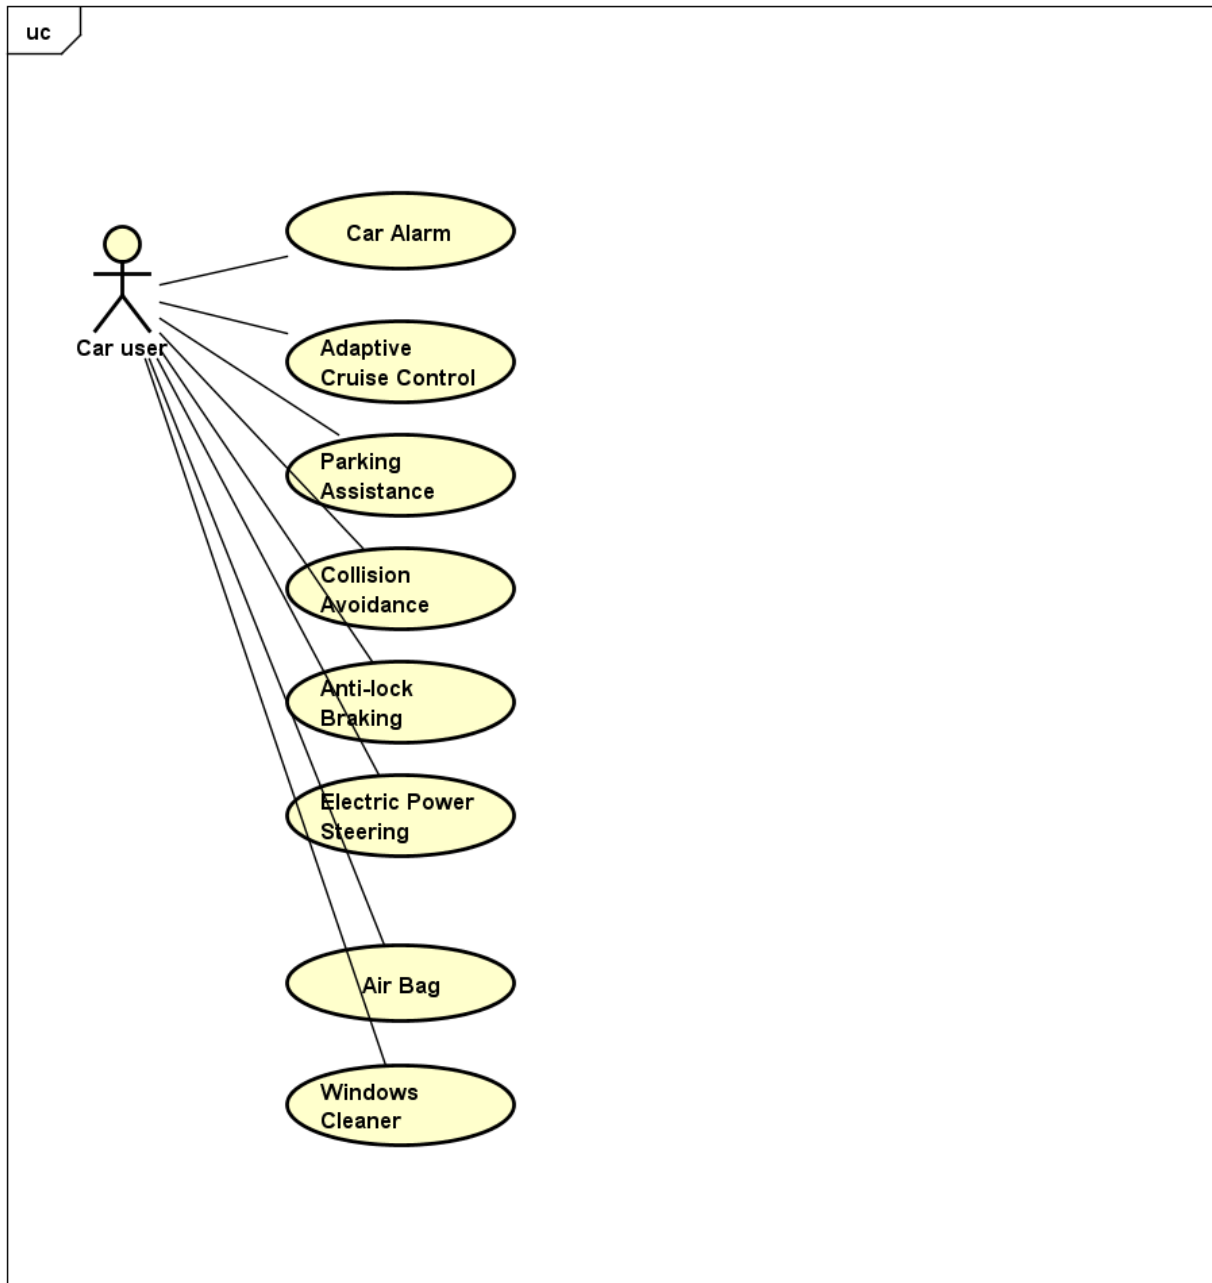 uc
Car Alarm
Car user
Adaptive
Cruise Control
Parking
Assistance
Collision
Avoidance
Anti-lock
Braking
Electric Power
Steering
Air Bag
Windows
Cleaner